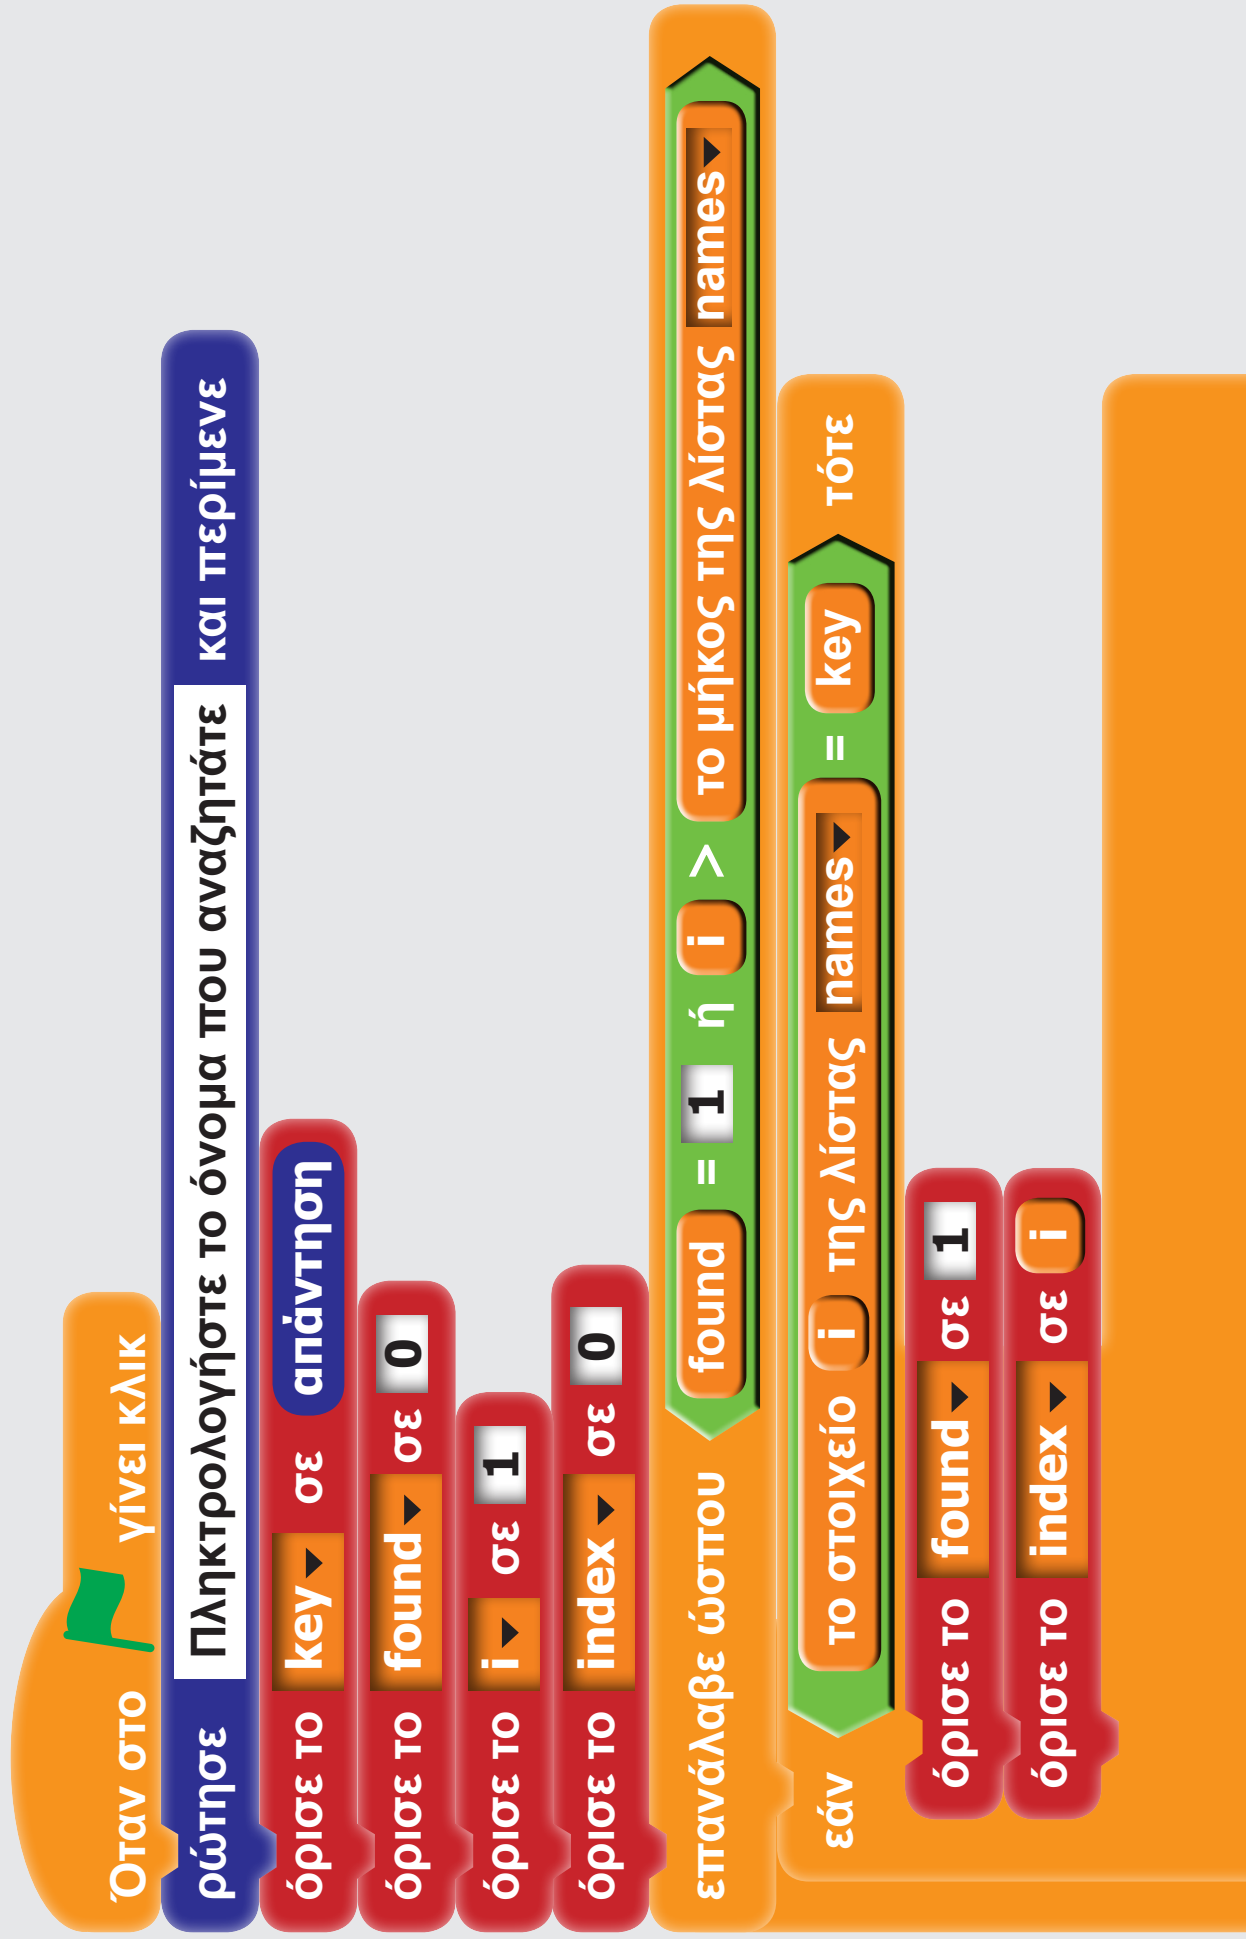 Όταν στο γίνει κλικ
ρώτησε Πληκτρολογήστε το όνομα που αναζητάτε και περίμενε
όρισε το key σε απάντηση
όρισε το found σε 0
όρισε το i σε 1
όρισε το index σε 0
επανάλαβε ώσπου found = 1 ή i > το μήκος της λίστας names
εάν το στοιχείο i της λίστας names = key τότε
όρισε το found σε 1
όρισε το index σε i